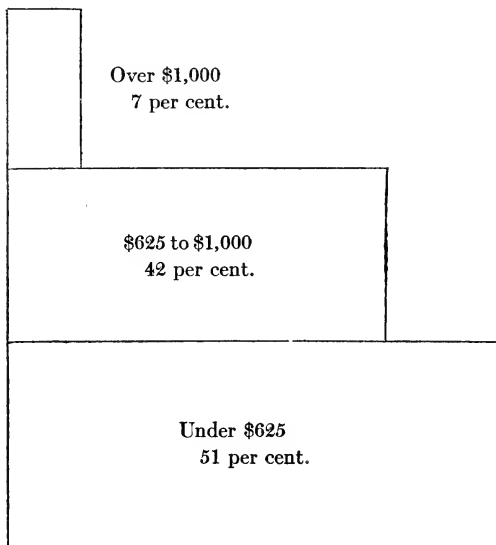 Over $1,000
7 per cent.
$625 to $1,000
42 per cent.
Under $625
51 per cent.